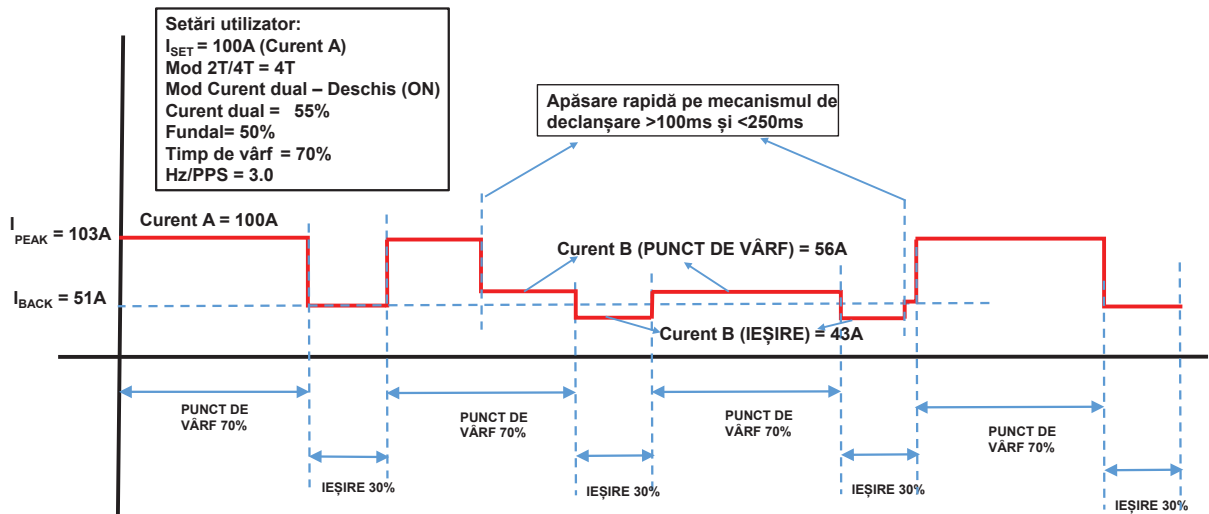 Setări utilizator:
I_SET = 100A (Curent A)
Mod 2T/4T = 4T
Mod Curent dual – Deschis (ON)
Curent dual = 55%
Fundal= 50%
Timp de vârf = 70%
Hz/PPS = 3.0
Apăsare rapidă pe mecanismul de
declanșare >100ms și <250ms
Curent A = 100A
I_PEAK = 103A
Curent B (PUNCT DE VÂRF) = 56A
I_BACK = 51A
Curent B (IEȘIRE) = 43A
PUNCT DE
VÂRF 70%
PUNCT DE
VÂRF 70%
PUNCT DE
VÂRF 70%
PUNCT DE
VÂRF 70%
IEȘIRE 30%
IEȘIRE 30%
IEȘIRE 30%
IEȘIRE 30%